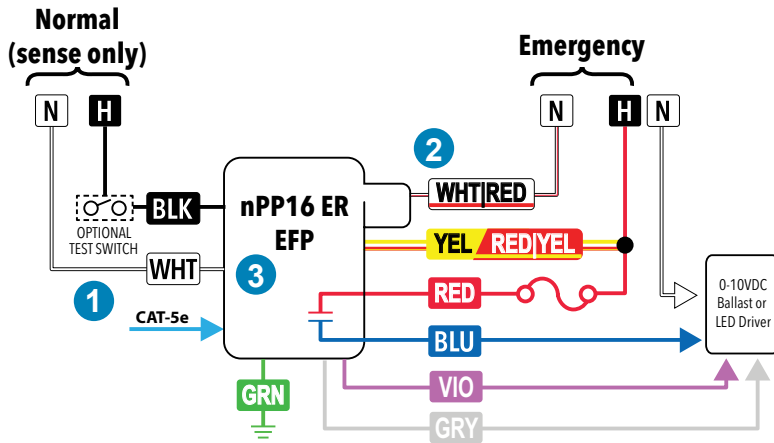 Normal
(sense only)
Emergency
N
H
N
H
N
2
WHT|RED
BLK
nPP16 ER
EFP
OPTIONAL
TEST SWITCH
YEL
RED|YEL
WHT
3
1
RED
0-10VDC
Ballast or
LED Driver
CAT-5e
BLU
VIO
GRN
GRY